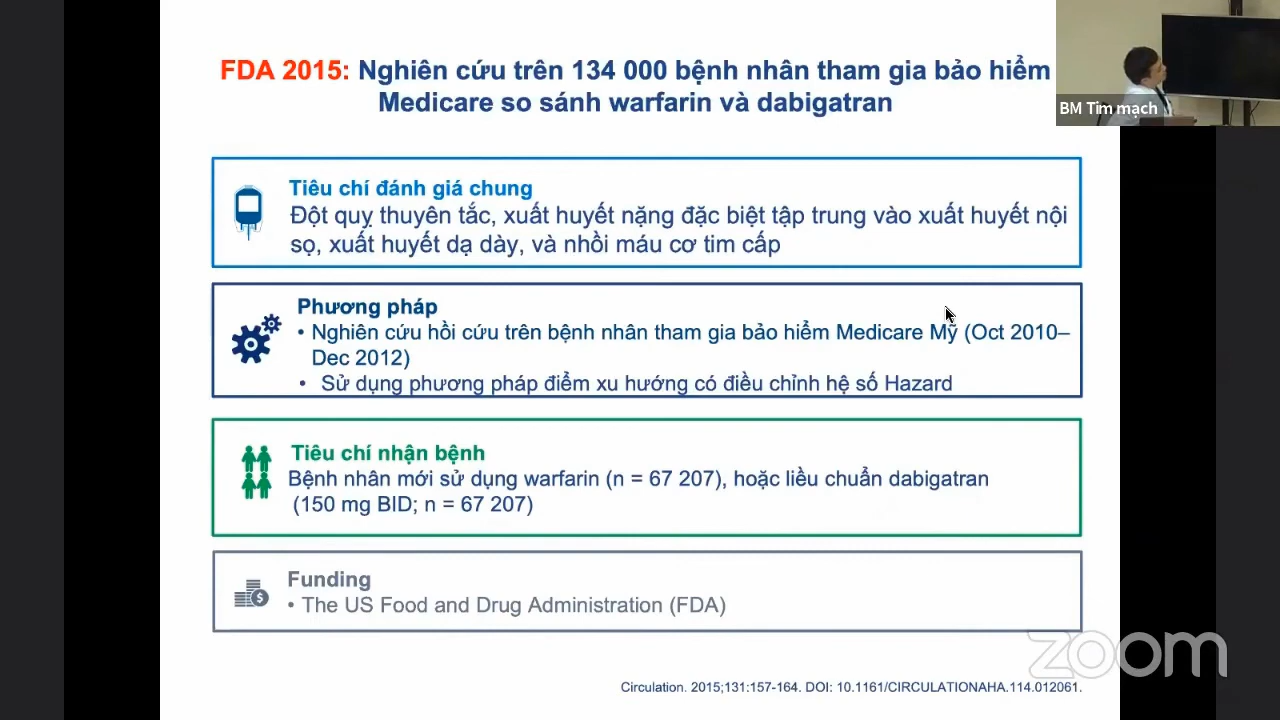 FDA 2015: Nghiên cứu trên 134 000 bệnh nhân tham gia bảo hiểm
Medicare so sánh warfarin và dabigatran
BM Tim mạch
Tiêu chí đánh giá chung
Đột quỵ thuyên tắc, xuất huyết nặng đặc biệt tập trung vào xuất huyết nội
sọ, xuất huyết dạ dày, và nhồi máu cơ tim cấp
Phương pháp
• Nghiên cứu hồi cứu trên bệnh nhân tham gia bảo hiểm Medicare Mỹ (Oct 2010–
Dec 2012)
• Sử dụng phương pháp điểm xu hướng có điều chỉnh hệ số Hazard
Tiêu chí nhận bệnh
Bệnh nhân mới sử dụng warfarin (n = 67 207), hoặc liều chuẩn dabigatran
(150 mg BID; n = 67 207)
Funding
• The US Food and Drug Administration (FDA)
zoom
Circulation. 2015;131:157-164. DOI: 10.1161/CIRCULATIONAHA.114.012061.